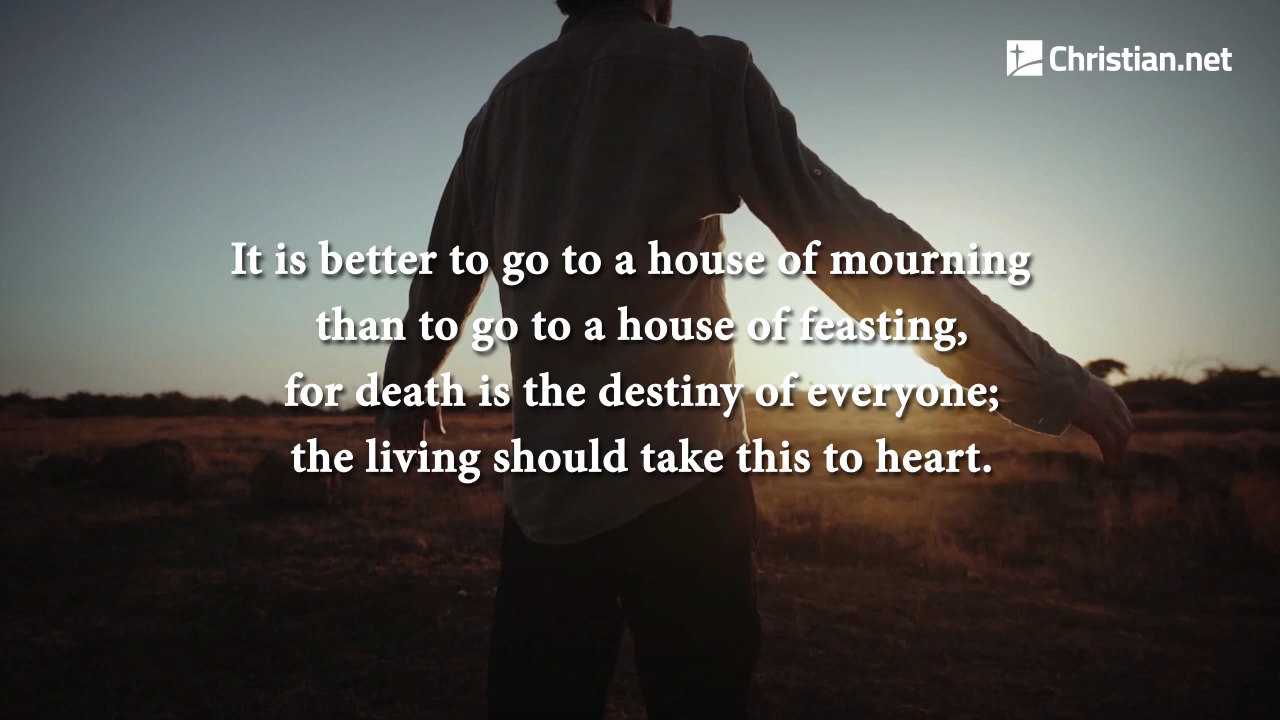 Christian.net
It is better to go to a house of mourning
than to go to a house of feasting,
for death is the destiny of everyone;
the living should take this to heart.